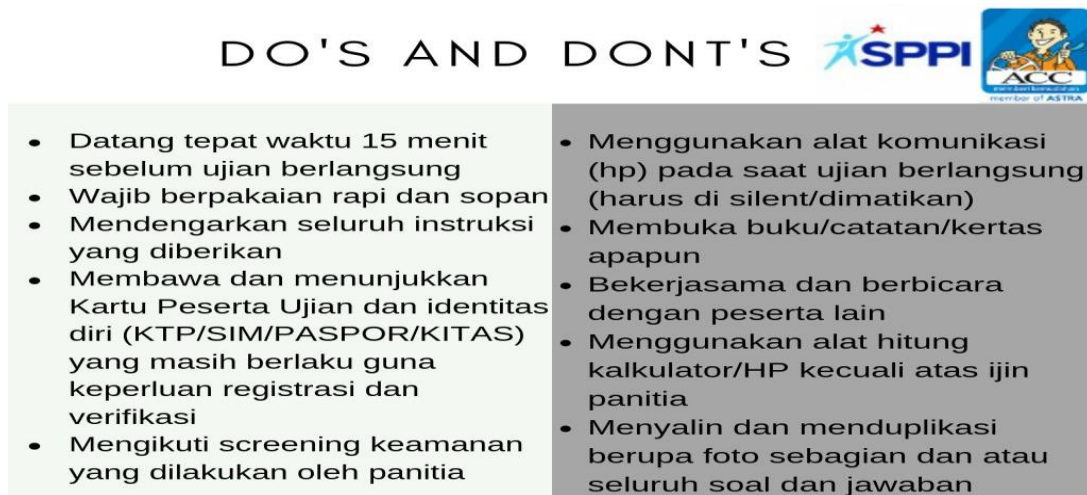 DO'S AND DONT'S
SPPI
ACC
memberi kemudahan
member of ASTRA
• Datang tepat waktu 15 menit
sebelum ujian berlangsung
• Wajib berpakaian rapi dan sopan
• Mendengarkan seluruh instruksi
yang diberikan
• Membawa dan menunjukkan
Kartu Peserta Ujian dan identitas
diri (KTP/SIM/PASPOR/KITAS)
yang masih berlaku guna
keperluan registrasi dan
verifikasi
• Mengikuti screening keamanan
yang dilakukan oleh panitia
• Menggunakan alat komunikasi
(hp) pada saat ujian berlangsung
(harus di silent/dimatikan)
• Membuka buku/catatan/kertas
apapun
• Bekerjasama dan berbicara
dengan peserta lain
• Menggunakan alat hitung
kalkulator/HP kecuali atas ijin
panitia
• Menyalin dan menduplikasi
berupa foto sebagian dan atau
seluruh soal dan jawaban